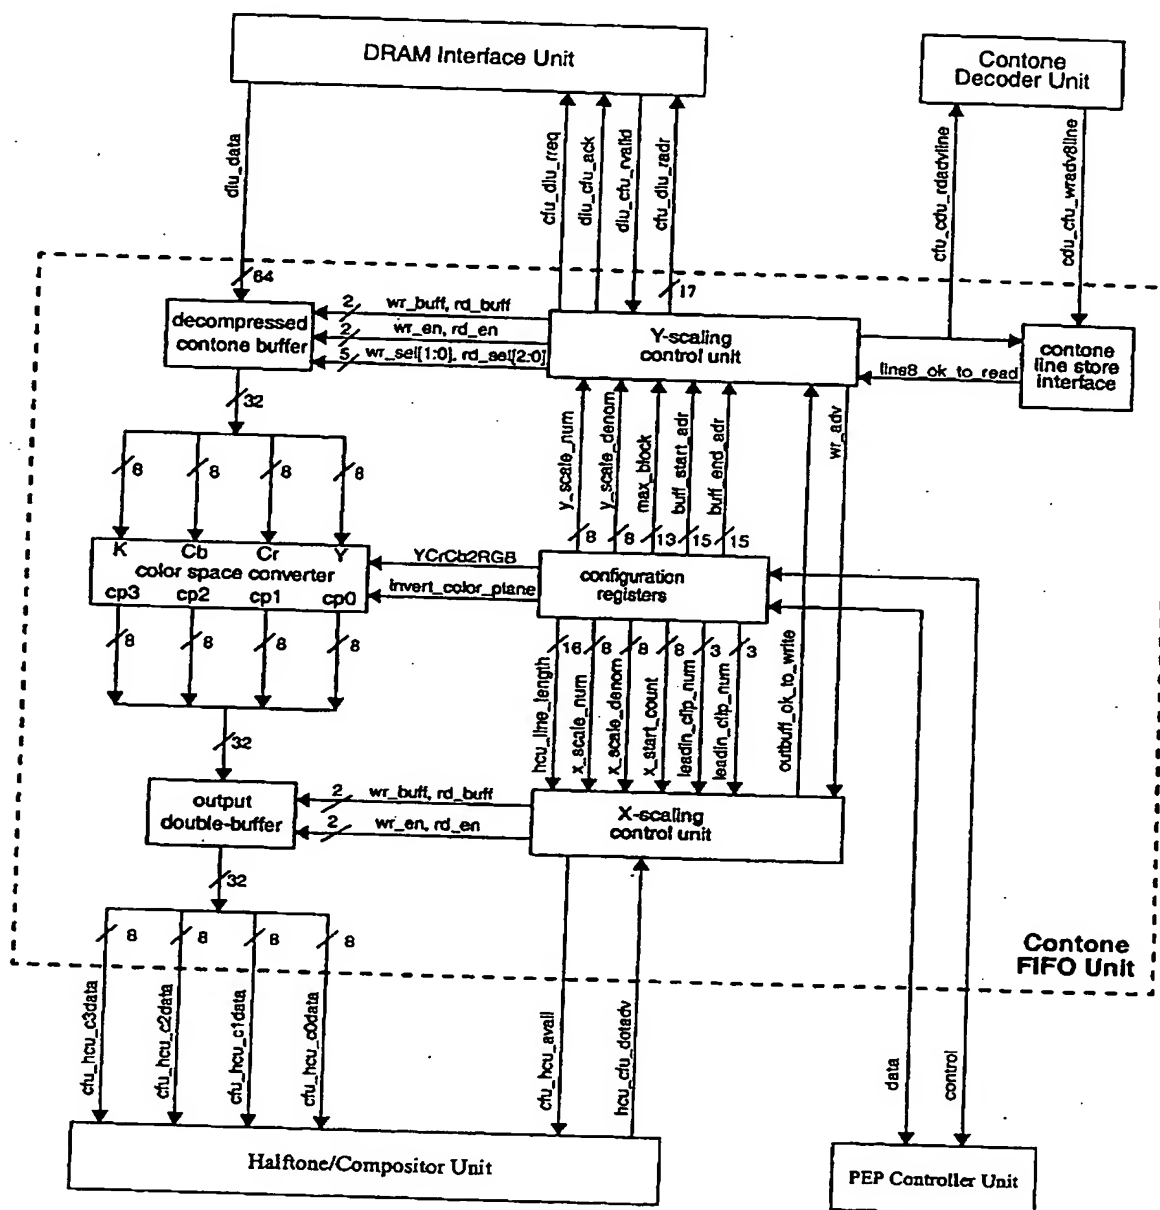 DRAM Interface Unit
Contone
Decoder Unit
diu_data
cfu_diu_rreq
diu_cfu_ack
diu_cfu_rvalid
cfu_diu_radr
cfu_cdu_rdadvline
cdu_cfu_wradv8line
64
17
decompressed
contone buffer
2
wr_buff, rd_buff
2
wr_en, rd_en
5
wr_sel[1:0], rd_sel[2:0]
Y-scaling
control unit
line8_ok_to_read
contone
line store
interface
32
8
8
8
8
y_scale_num
y_scale_denom
max_block
buff_start_adr
buff_end_adr
wr_adv
8
8
13
15
15
K
Cb
Cr
Y
color space converter
cp3
cp2
cp1
cp0
YCrCb2RGB
invert_color_plane
configuration
registers
8
8
8
8
16
8
8
8
3
3
hcu_line_length
x_scale_num
x_scale_denom
x_start_count
leadin_clip_num
leadin_clip_num
outbuff_ok_to_write
32
output
double-buffer
2
wr_buff, rd_buff
2
wr_en, rd_en
X-scaling
control unit
32
8
8
8
8
Contone
FIFO Unit
cfu_hcu_c3data
cfu_hcu_c2data
cfu_hcu_c1data
cfu_hcu_c0data
cfu_hcu_avail
hcu_cfu_dotadv
data
control
Halftone/Compositor Unit
PEP Controller Unit